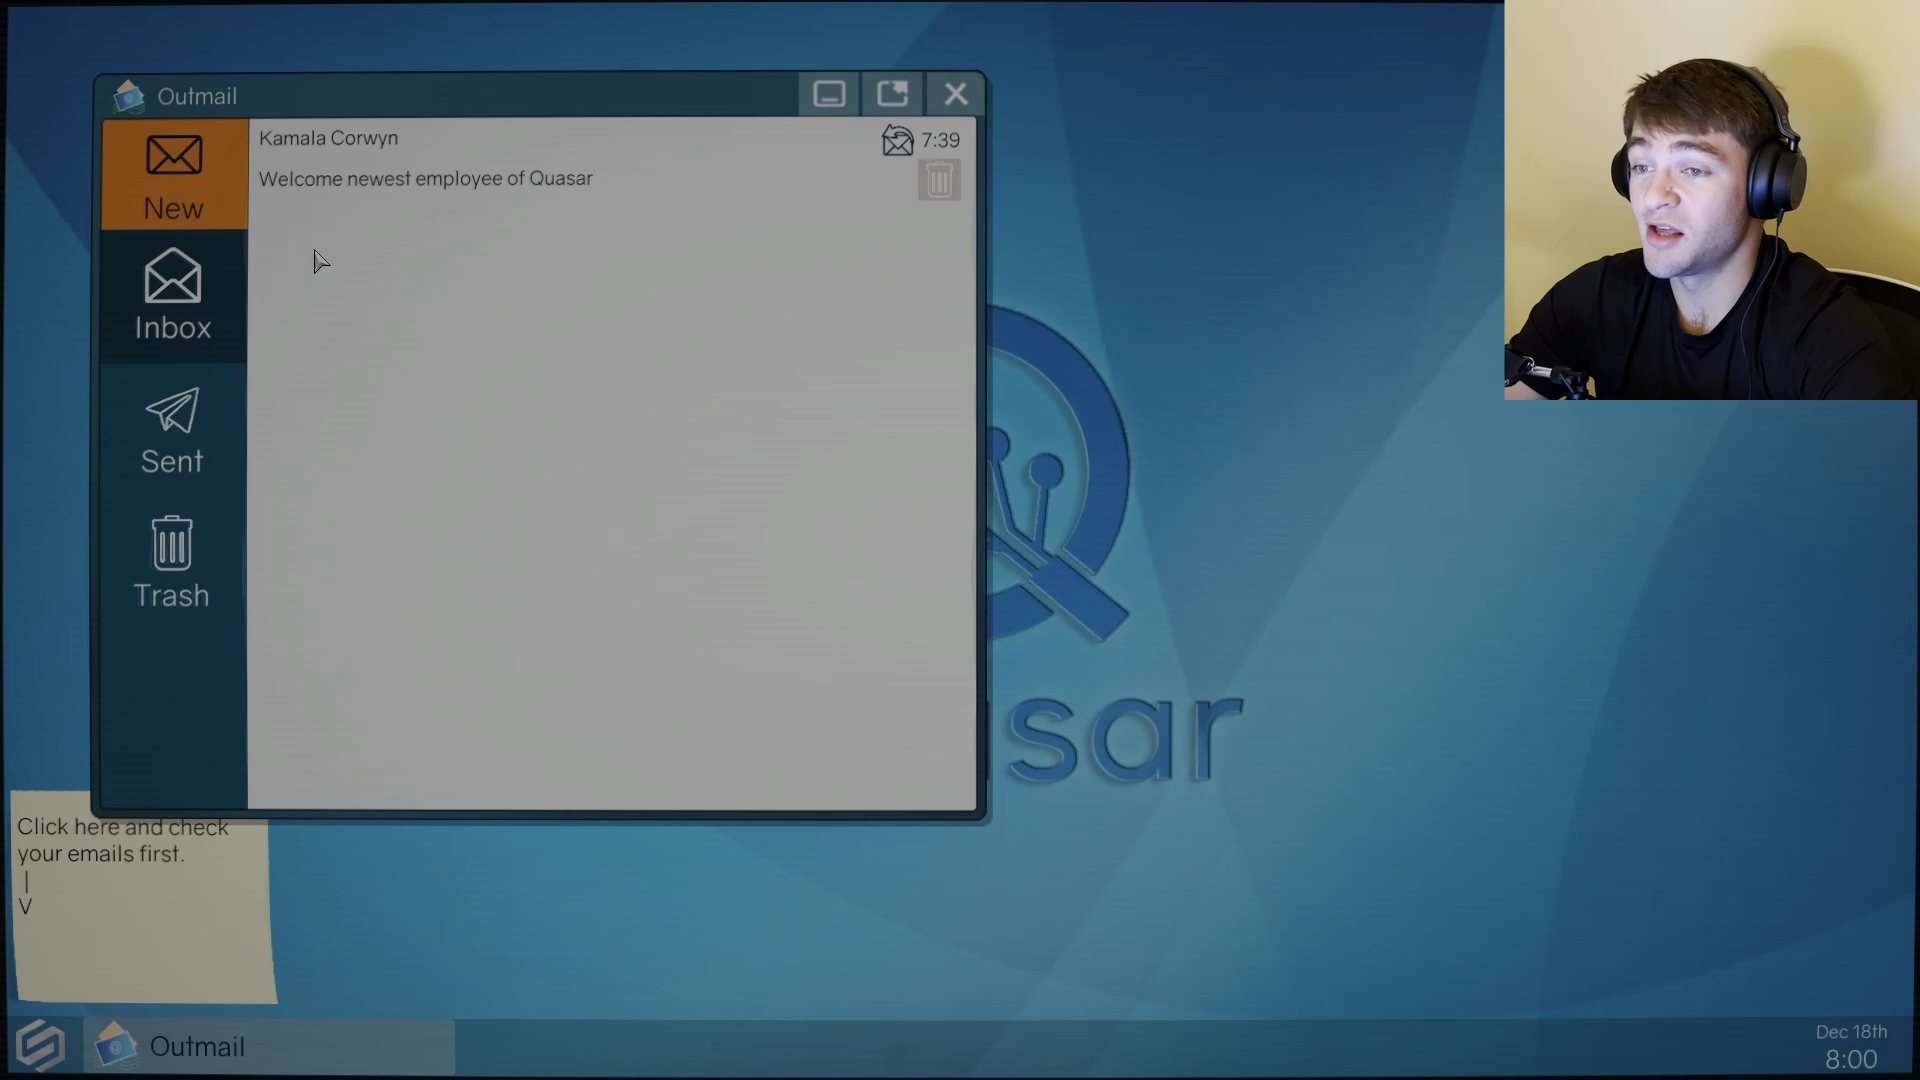 Outmail
New
Inbox
Sent
Trash
Kamala Corwyn
7:39
Welcome newest employee of Quasar
sar
Click here and check
your emails first.
|
V
Outmail
Dec 18th
8:00